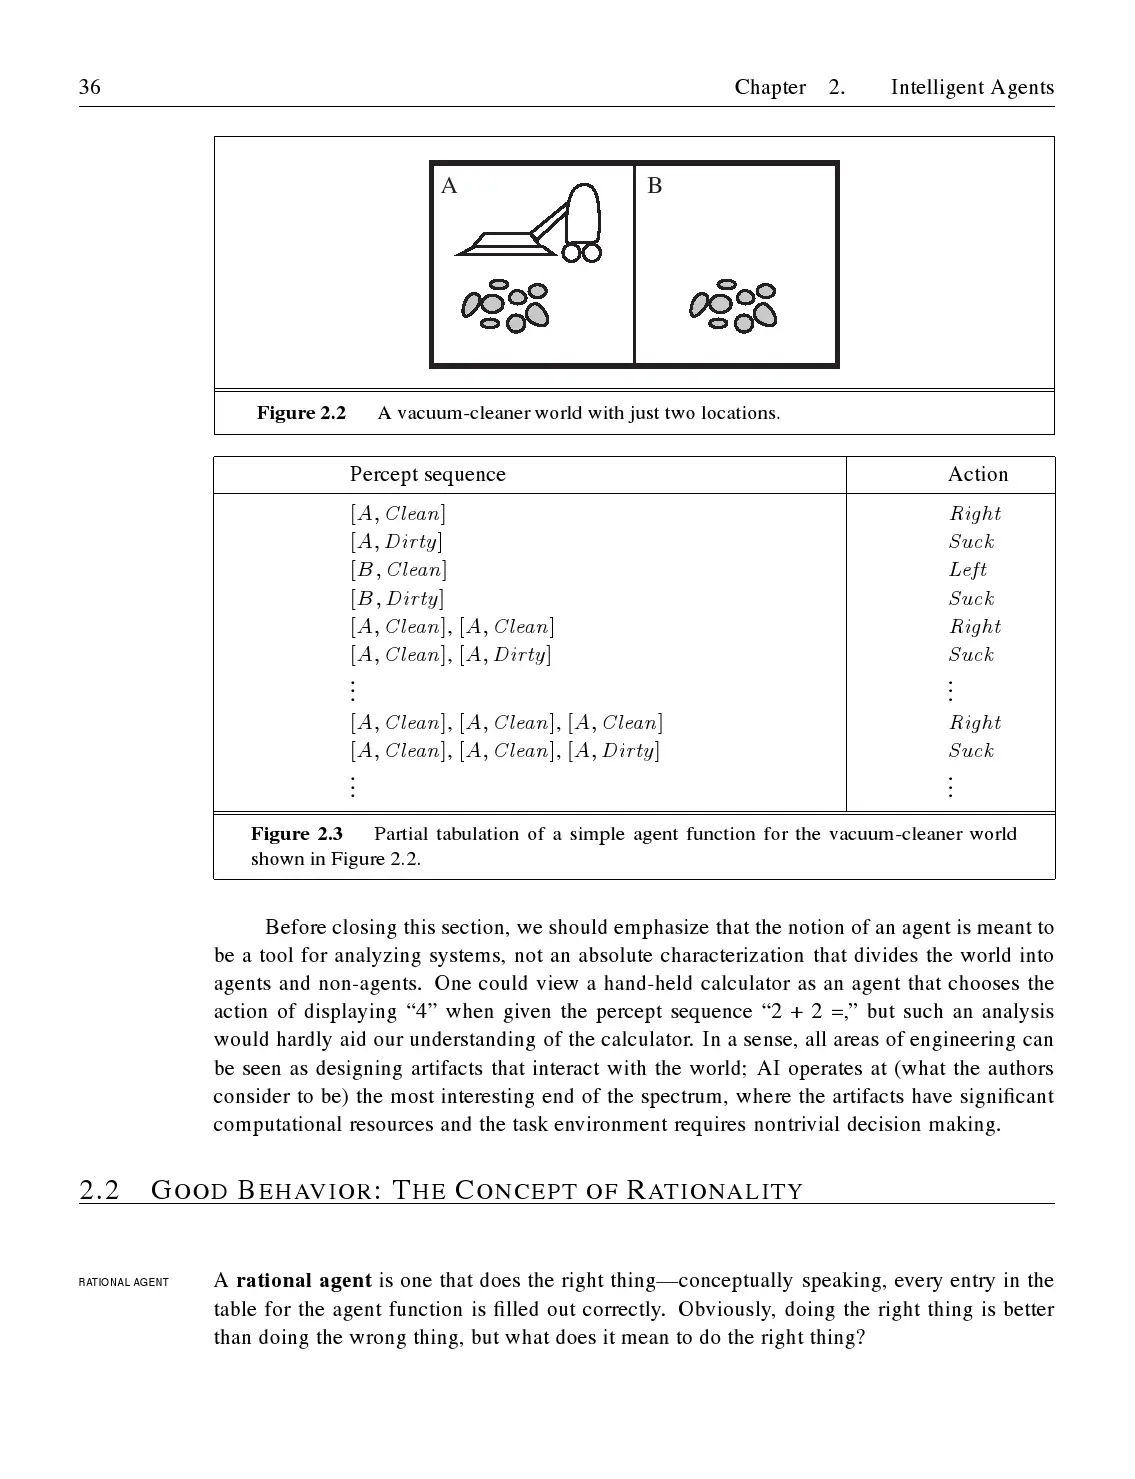 36 Chapter 2. Intelligent Agents
A B
Figure 2.2 A vacuum-cleaner world with just two locations.
Percept sequence Action
[A, Clean] Right
[A, Dirty] Suck
[B, Clean] Left
[B, Dirty] Suck
[A, Clean], [A, Clean] Right
[A, Clean], [A, Dirty] Suck
⋮ ⋮
[A, Clean], [A, Clean], [A, Clean] Right
[A, Clean], [A, Clean], [A, Dirty] Suck
⋮ ⋮
Figure 2.3 Partial tabulation of a simple agent function for the vacuum-cleaner world
shown in Figure 2.2.
Before closing this section, we should emphasize that the notion of an agent is meant to
be a tool for analyzing systems, not an absolute characterization that divides the world into
agents and non-agents. One could view a hand-held calculator as an agent that chooses the
action of displaying “4” when given the percept sequence “2 + 2 =,” but such an analysis
would hardly aid our understanding of the calculator. In a sense, all areas of engineering can
be seen as designing artifacts that interact with the world; AI operates at (what the authors
consider to be) the most interesting end of the spectrum, where the artifacts have significant
computational resources and the task environment requires nontrivial decision making.
2.2 GOOD BEHAVIOR: THE CONCEPT OF RATIONALITY
RATIONAL AGENT A rational agent is one that does the right thing—conceptually speaking, every entry in the
table for the agent function is filled out correctly. Obviously, doing the right thing is better
than doing the wrong thing, but what does it mean to do the right thing?